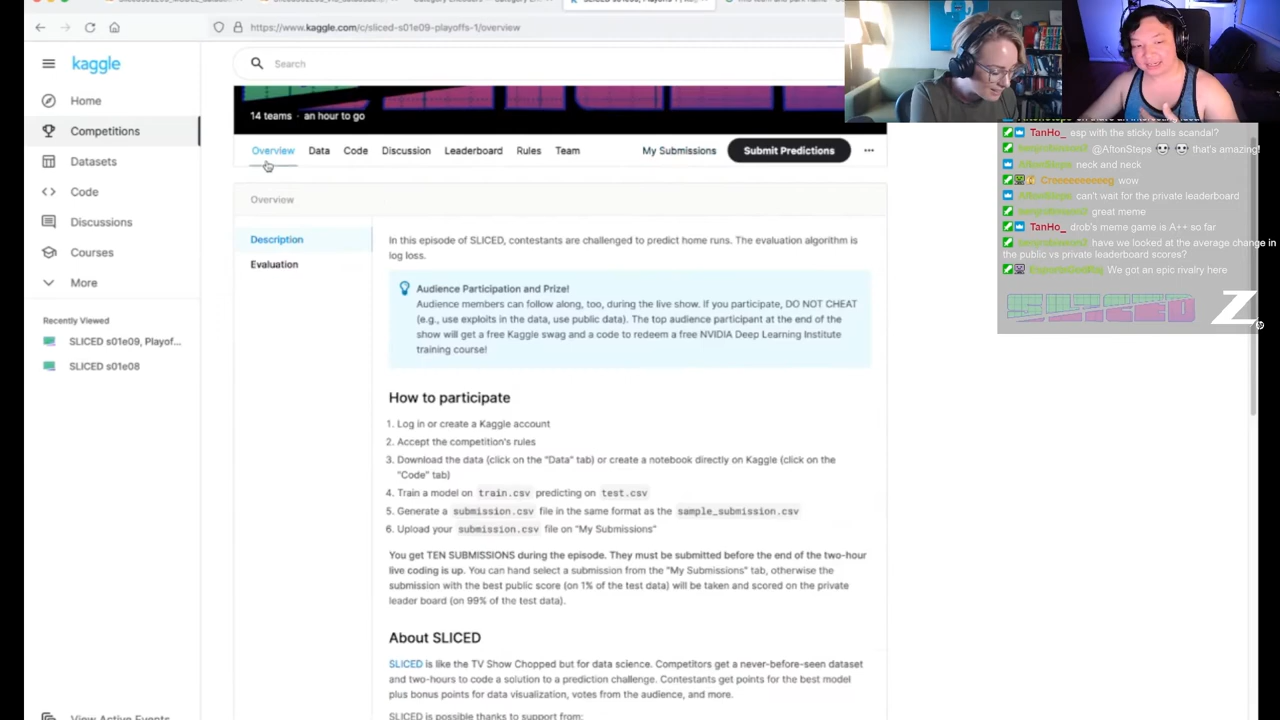 https://www.kaggle.com/c/sliced-s01e09-playoffs-1/overview
kaggle
Search
Home
Competitions
Datasets
Code
Discussions
Courses
More
Recently Viewed
SLICED s01e09, Playof...
SLICED s01e08
View Active Events
14 teams · an hour to go
Overview Data Code Discussion Leaderboard Rules Team My Submissions Submit Predictions
Overview
Description
Evaluation
In this episode of SLICED, contestants are challenged to predict home runs. The evaluation algorithm is
log loss.
Audience Participation and Prize!
Audience members can follow along, too, during the live show. If you participate, DO NOT CHEAT
(e.g., use exploits in the data, use public data). The top audience participant at the end of the
show will get a free Kaggle swag and a code to redeem a free NVIDIA Deep Learning Institute
training course!
How to participate
1. Log in or create a Kaggle account
2. Accept the competition's rules
3. Download the data (click on the "Data" tab) or create a notebook directly on Kaggle (click on the
"Code" tab)
4. Train a model on train.csv predicting on test.csv
5. Generate a submission.csv file in the same format as the sample_submission.csv
6. Upload your submission.csv file on "My Submissions"
You get TEN SUBMISSIONS during the episode. They must be submitted before the end of the two-hour
live coding is up. You can hand select a submission from the "My Submissions" tab, otherwise the
submission with the best public score (on 1% of the test data) will be taken and scored on the private
leader board (on 99% of the test data).
About SLICED
SLICED is like the TV Show Chopped but for data science. Competitors get a never-before-seen dataset
and two-hours to code a solution to a prediction challenge. Contestants get points for the best model
plus bonus points for data visualization, votes from the audience, and more.
SLICED is possible thanks to support from:
TanHo_ esp with the sticky balls scandal?
@AftonSteps that's amazing!
AftonSteps neck and neck
wow
AftonSteps can't wait for the private leaderboard
great meme
TanHo_ drob's meme game is A++ so far
have we looked at the average change in
the public vs private leaderboard scores?
We got an epic rivalry here
SLICED Z